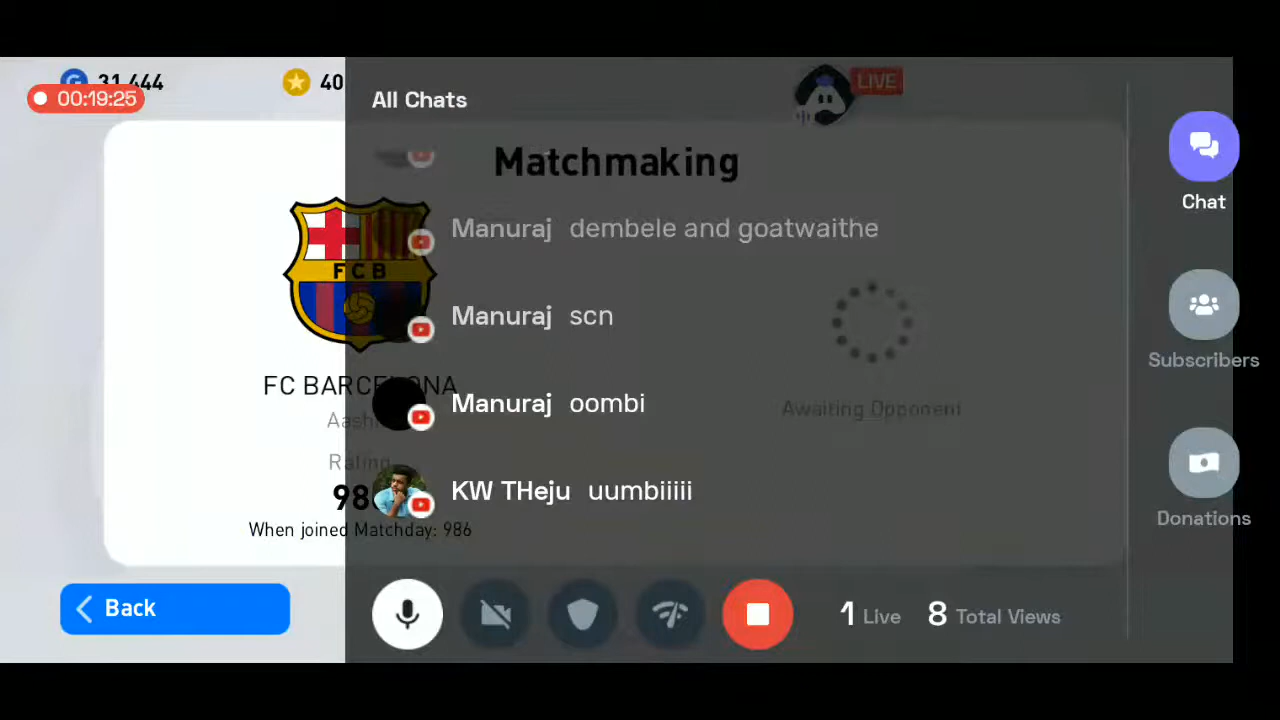 31,444
40
00:19:25
All Chats
LIVE
Matchmaking
Chat
Manuraj dembele and goatwaithe
FCB
Manuraj scn
Subscribers
FC BARCELONA
Manuraj oombi
Awaiting Opponent
Rating
98
KW THeju uumbiiiii
When joined Matchday: 986
Donations
Back
1 Live 8 Total Views